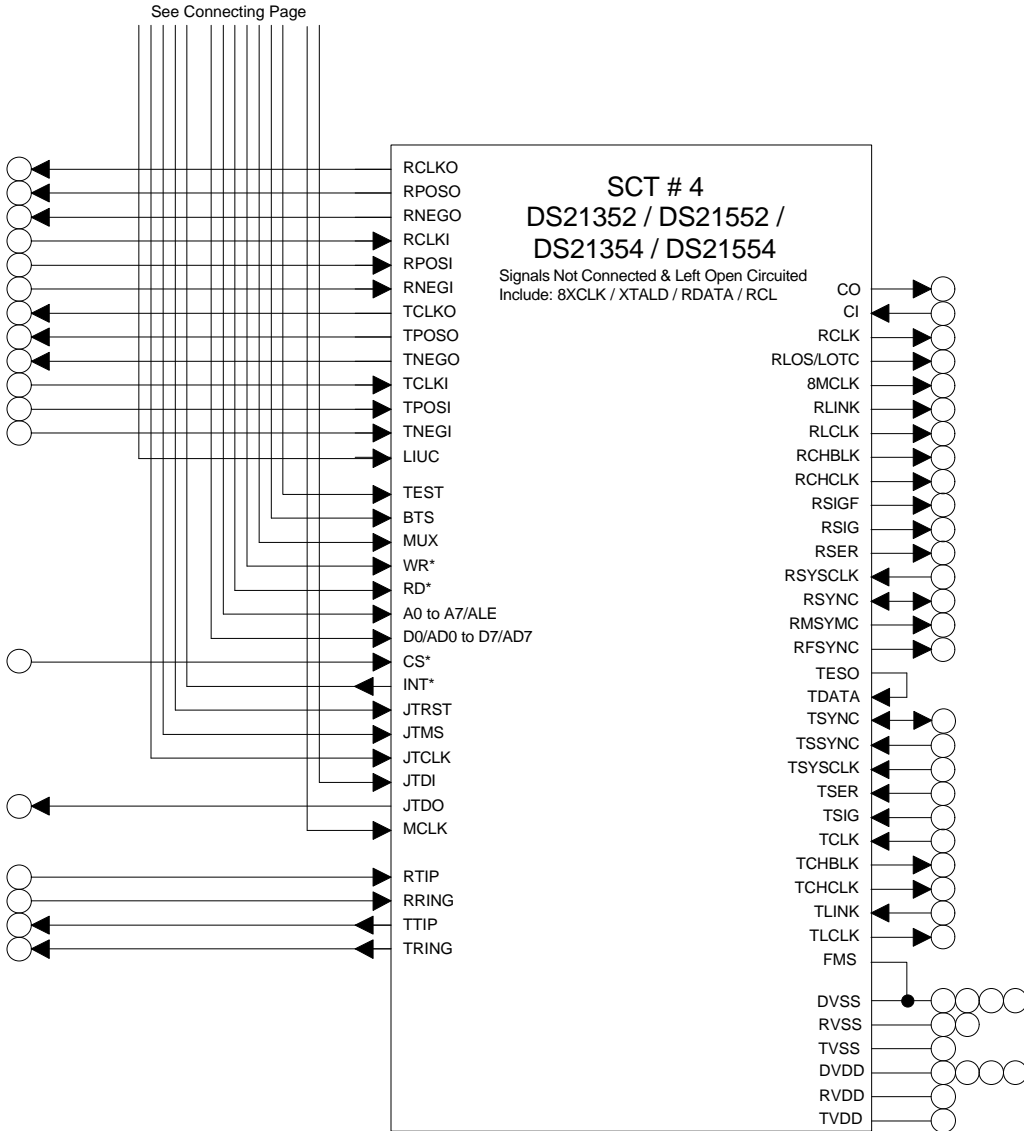 See Connecting Page
RCLKO
RPOSO
RNEGO
RCLKI
RPOSI
RNEGI
TCLKO
TPOSO
TNEGO
TCLKI
TPOSI
TNEGI
LIUC
TEST
BTS
MUX
WR*
RD*
A0 to A7/ALE
D0/AD0 to D7/AD7
CS*
INT*
JTRST
JTMS
JTCLK
JTDI
JTDO
MCLK
RTIP
RRING
TTIP
TRING
SCT # 4
DS21352 / DS21552 /
DS21354 / DS21554
Signals Not Connected & Left Open Circuited
Include: 8XCLK / XTALD / RDATA / RCL
CO
CI
RCLK
RLOS/LOTC
8MCLK
RLINK
RLCLK
RCHBLK
RCHCLK
RSIGF
RSIG
RSER
RSYSCLK
RSYNC
RMSYMC
RFSYNC
TESO
TDATA
TSYNC
TSSYNC
TSYSCLK
TSER
TSIG
TCLK
TCHBLK
TCHCLK
TLINK
TLCLK
FMS
DVSS
RVSS
TVSS
DVDD
RVDD
TVDD